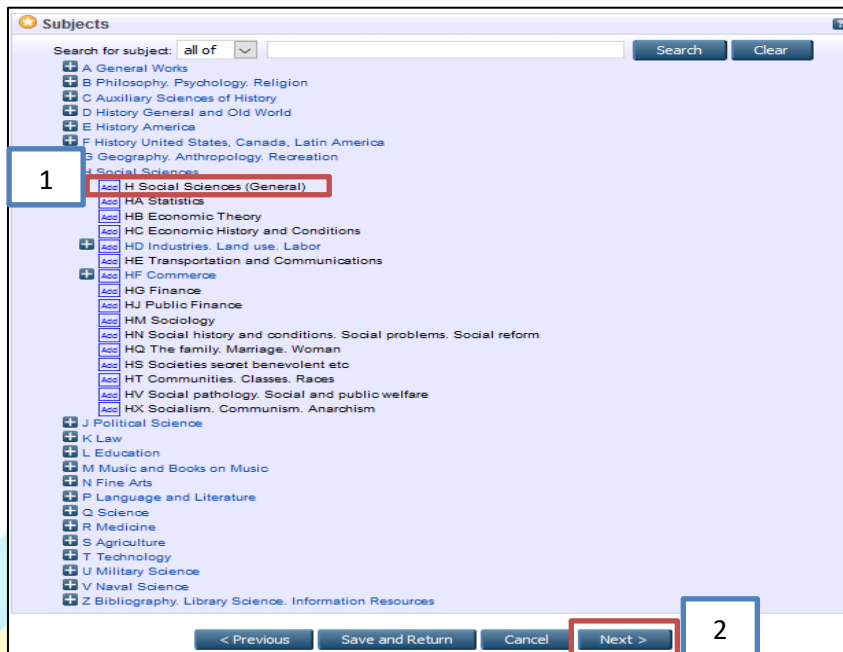 Subjects
?
Search for subject: all of Search Clear
A General Works
B Philosophy. Psychology. Religion
C Auxiliary Sciences of History
D History General and Old World
E History America
F History United States, Canada, Latin America
G Geography. Anthropology. Recreation
H Social Sciences
1
Add H Social Sciences (General)
Add HA Statistics
Add HB Economic Theory
Add HC Economic History and Conditions
Add HD Industries. Land use. Labor
Add HE Transportation and Communications
Add HF Commerce
Add HG Finance
Add HJ Public Finance
Add HM Sociology
Add HN Social history and conditions. Social problems. Social reform
Add HQ The family. Marriage. Woman
Add HS Societies secret benevolent etc
Add HT Communities. Classes. Races
Add HV Social pathology. Social and public welfare
Add HX Socialism. Communism. Anarchism
J Political Science
K Law
L Education
M Music and Books on Music
N Fine Arts
P Language and Literature
Q Science
R Medicine
S Agriculture
T Technology
U Military Science
V Naval Science
Z Bibliography. Library Science. Information Resources
< Previous Save and Return Cancel Next >
2